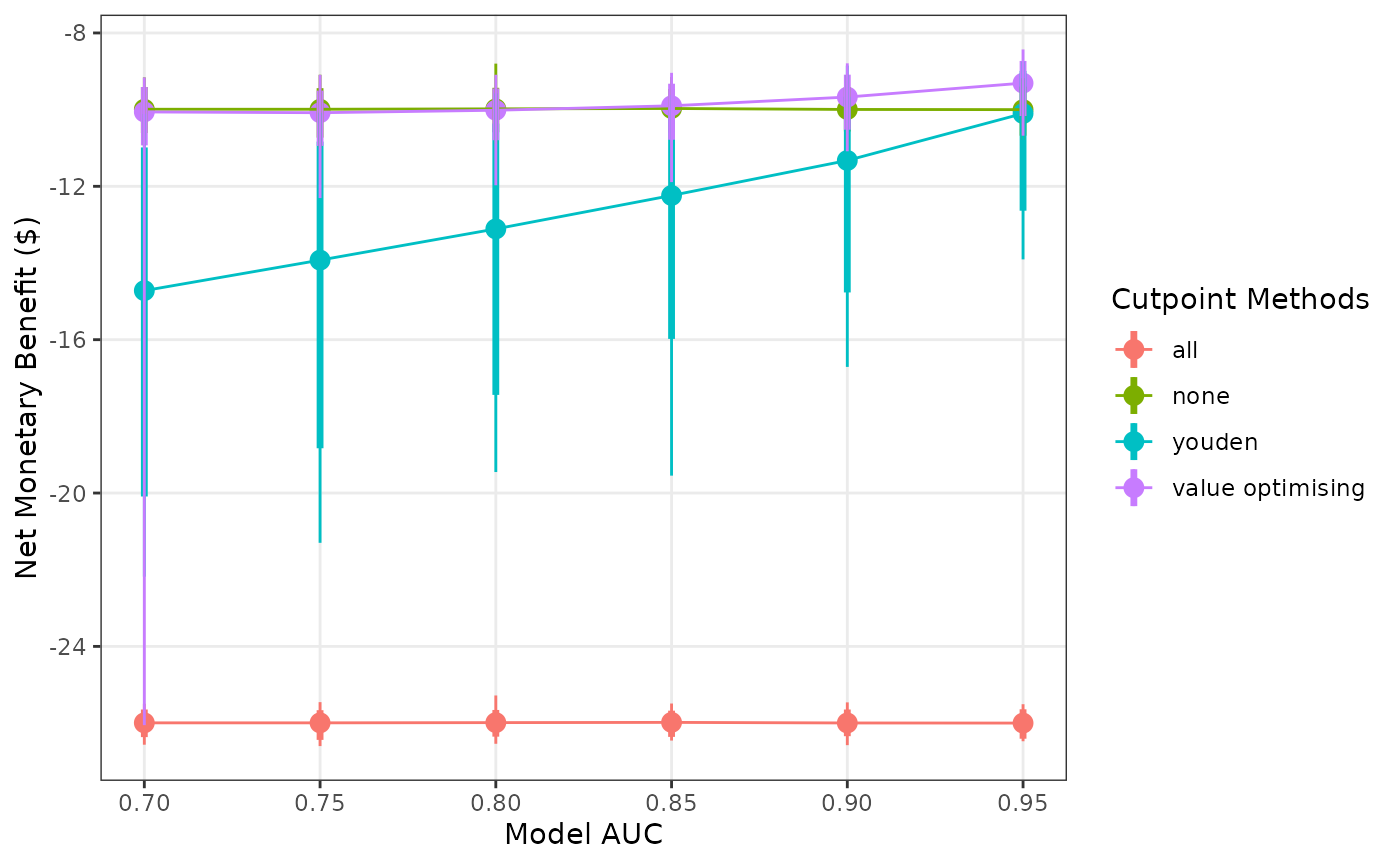 -8
-12
-16
-20
-24
Net Monetary Benefit ($)
0.70 0.75 0.80 0.85 0.90 0.95
Model AUC
Cutpoint Methods
all
none
youden
value optimising